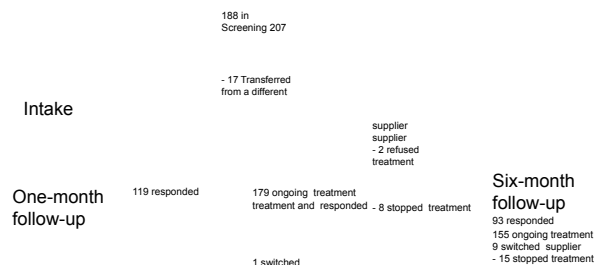 188 in
Screening 207
- 17 Transferred
from a different
Intake
supplier
supplier
- 2 refused
treatment
One-month
follow-up
119 responded
179 ongoing treatment
treatment and responded
- 8 stopped treatment
1 switched
Six-month
follow-up
93 responded
155 ongoing treatment
9 switched supplier
- 15 stopped treatment